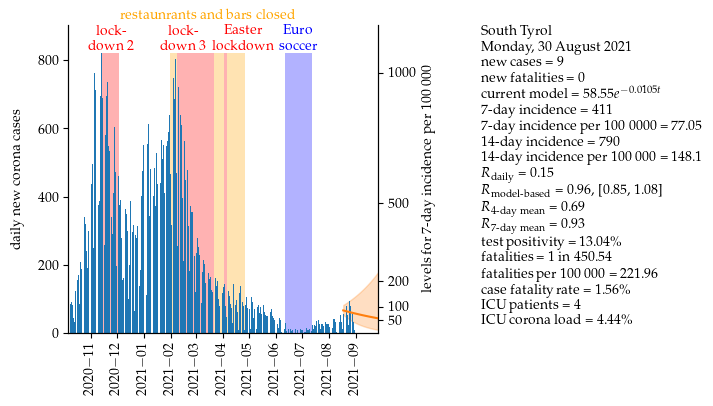 restaunrants and bars closed
lock-
down 2
lock-
down 3
Easter
lockdown
Euro
soccer
daily new corona cases
800
600
400
200
0
1000
500
200
100
50
levels for 7-day incidence per 100 000
2020−11
2020−12
2021−01
2021−02
2021−03
2021−04
2021−05
2021−06
2021−07
2021−08
2021−09
South Tyrol
Monday, 30 August 2021
new cases = 9
new fatalities = 0
current model = 58.55e^{−0.0105t}
7-day incidence = 411
7-day incidence per 100 0000 = 77.05
14-day incidence = 790
14-day incidence per 100 000 = 148.1
R_daily = 0.15
R_model-based = 0.96, [0.85, 1.08]
R_4-day mean = 0.69
R_7-day mean = 0.93
test positivity = 13.04%
fatalities = 1 in 450.54
fatalities per 100 000 = 221.96
case fatality rate = 1.56%
ICU patients = 4
ICU corona load = 4.44%